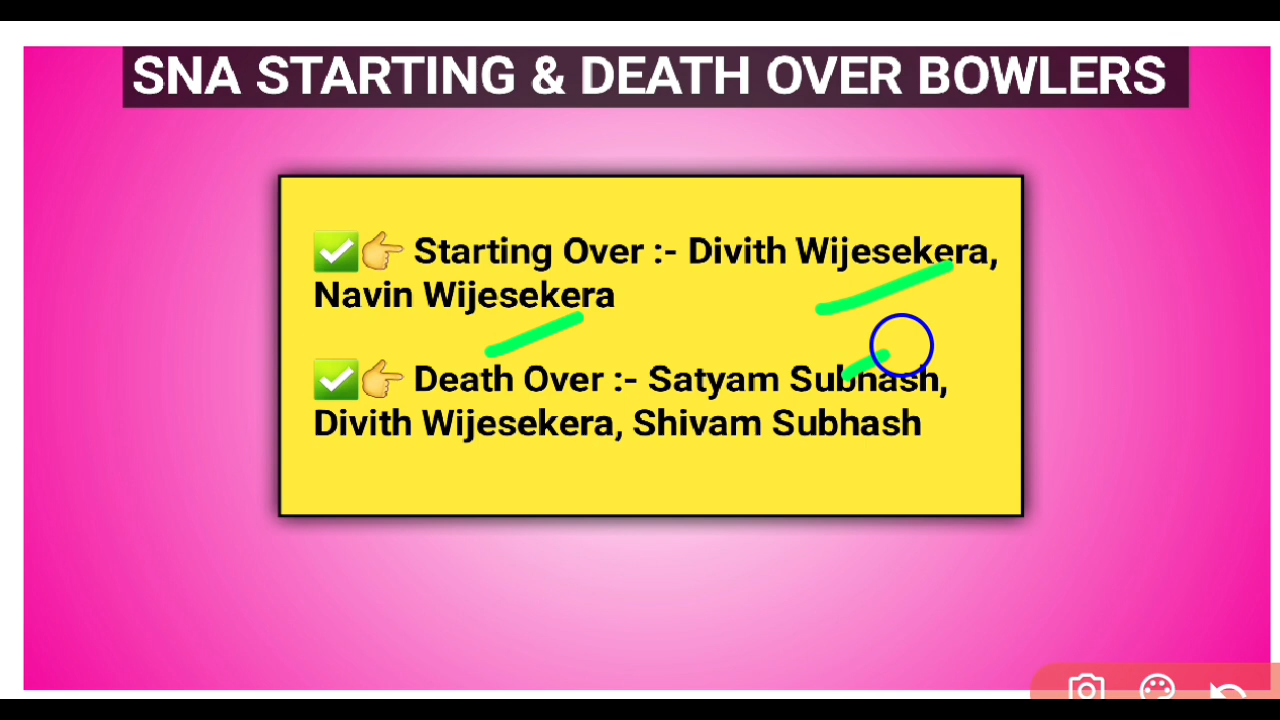 SNA STARTING & DEATH OVER BOWLERS
✅👉 Starting Over :- Divith Wijesekera,
Navin Wijesekera
✅👉 Death Over :- Satyam Subhash,
Divith Wijesekera, Shivam Subhash